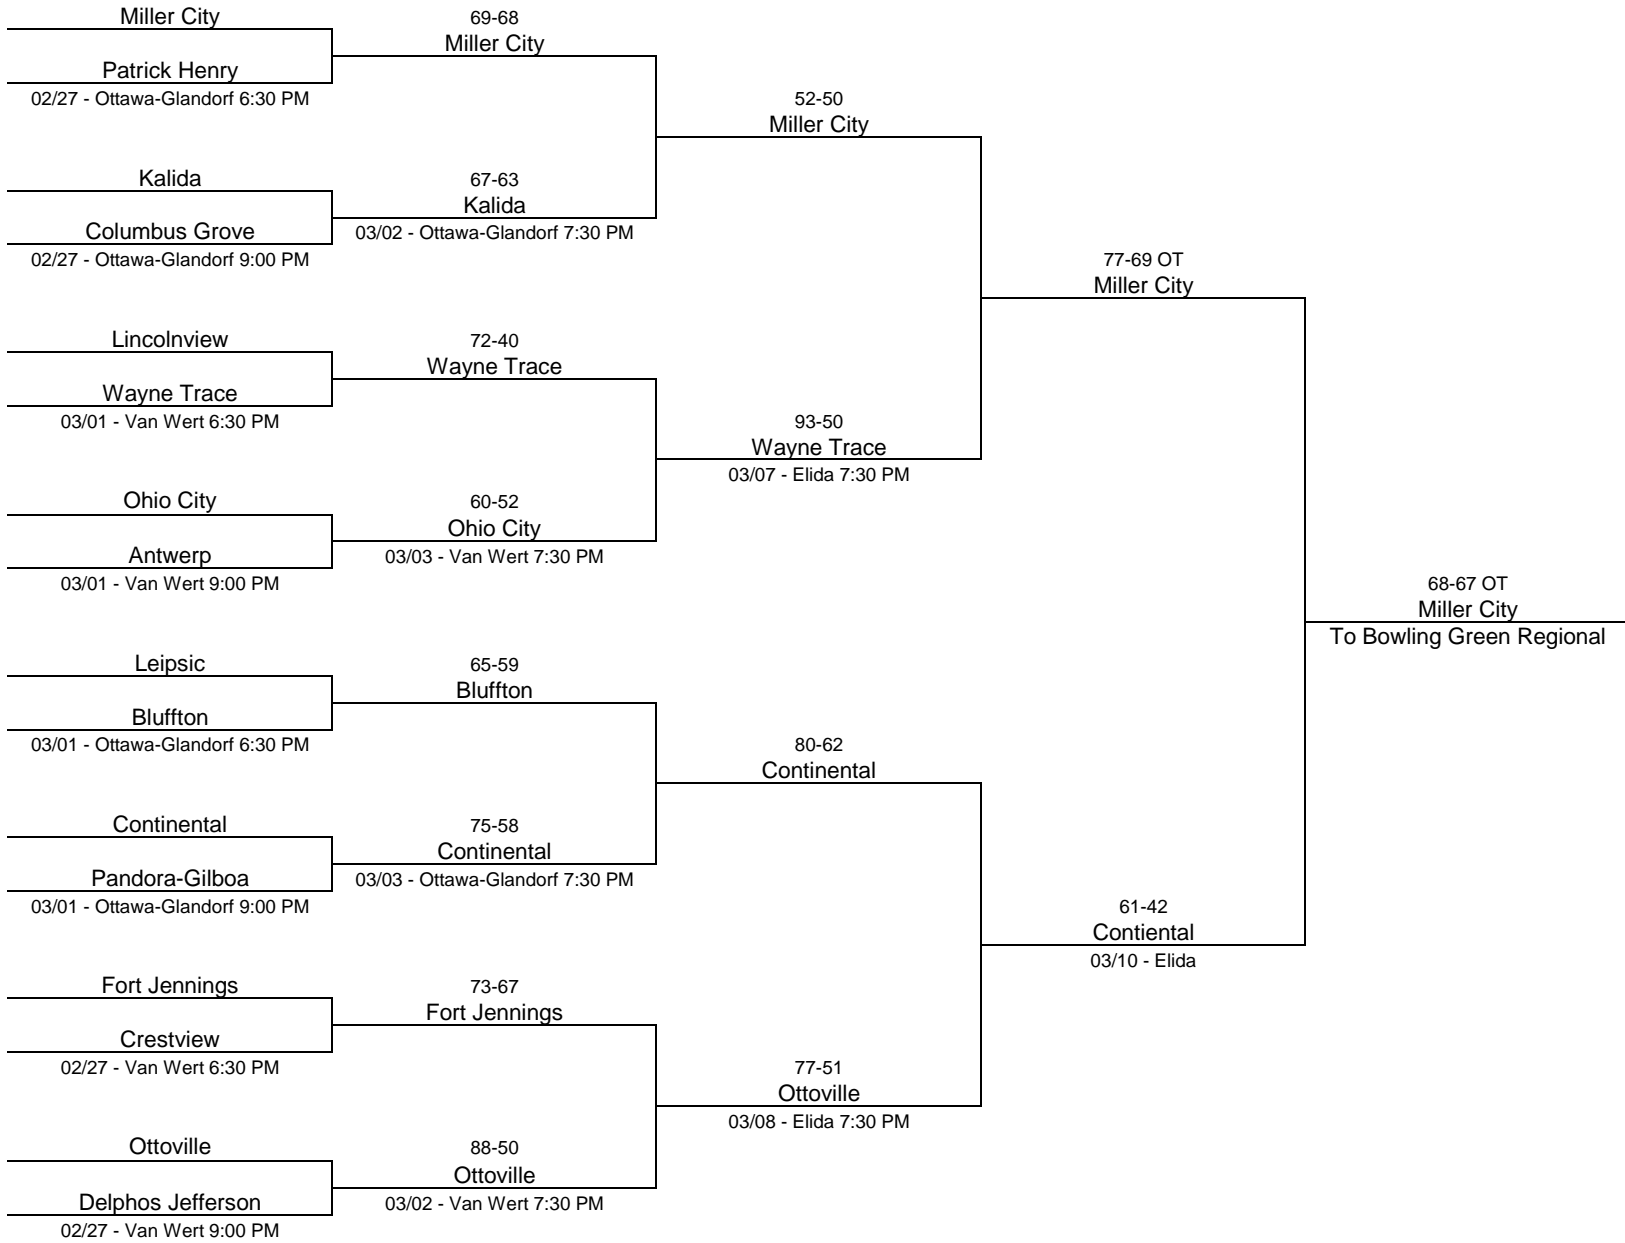 Miller City
Patrick Henry
02/27 - Ottawa-Glandorf 6:30 PM
Kalida
Columbus Grove
02/27 - Ottawa-Glandorf 9:00 PM
Lincolnview
Wayne Trace
03/01 - Van Wert 6:30 PM
Ohio City
Antwerp
03/01 - Van Wert 9:00 PM
Leipsic
Bluffton
03/01 - Ottawa-Glandorf 6:30 PM
Continental
Pandora-Gilboa
03/01 - Ottawa-Glandorf 9:00 PM
Fort Jennings
Crestview
02/27 - Van Wert 6:30 PM
Ottoville
Delphos Jefferson
02/27 - Van Wert 9:00 PM
69-68
Miller City
67-63
Kalida
03/02 - Ottawa-Glandorf 7:30 PM
72-40
Wayne Trace
60-52
Ohio City
03/03 - Van Wert 7:30 PM
65-59
Bluffton
75-58
Continental
03/03 - Ottawa-Glandorf 7:30 PM
73-67
Fort Jennings
88-50
Ottoville
03/02 - Van Wert 7:30 PM
52-50
Miller City
93-50
Wayne Trace
03/07 - Elida 7:30 PM
80-62
Continental
77-51
Ottoville
03/08 - Elida 7:30 PM
77-69 OT
Miller City
61-42
Contiental
03/10 - Elida
68-67 OT
Miller City
To Bowling Green Regional